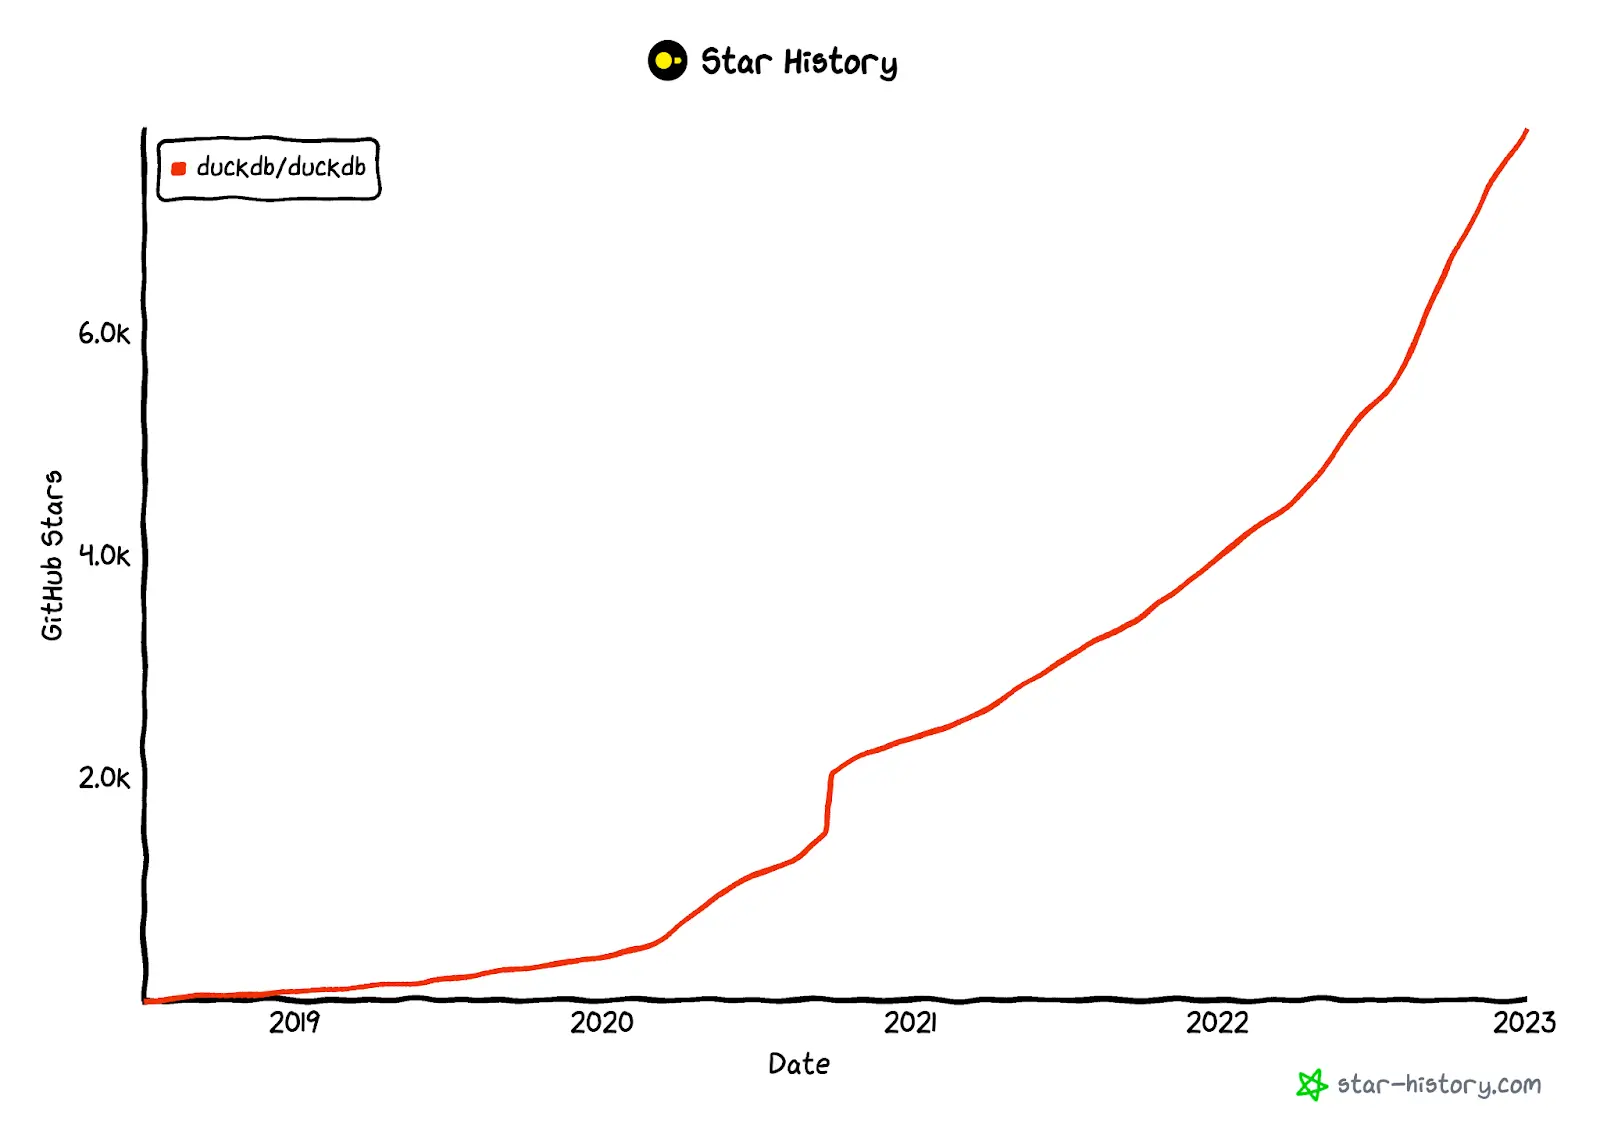 Star History
duckdb/duckdb
6.0k
4.0k
2.0k
GitHub Stars
2019
2020
2021
2022
2023
Date
star-history.com